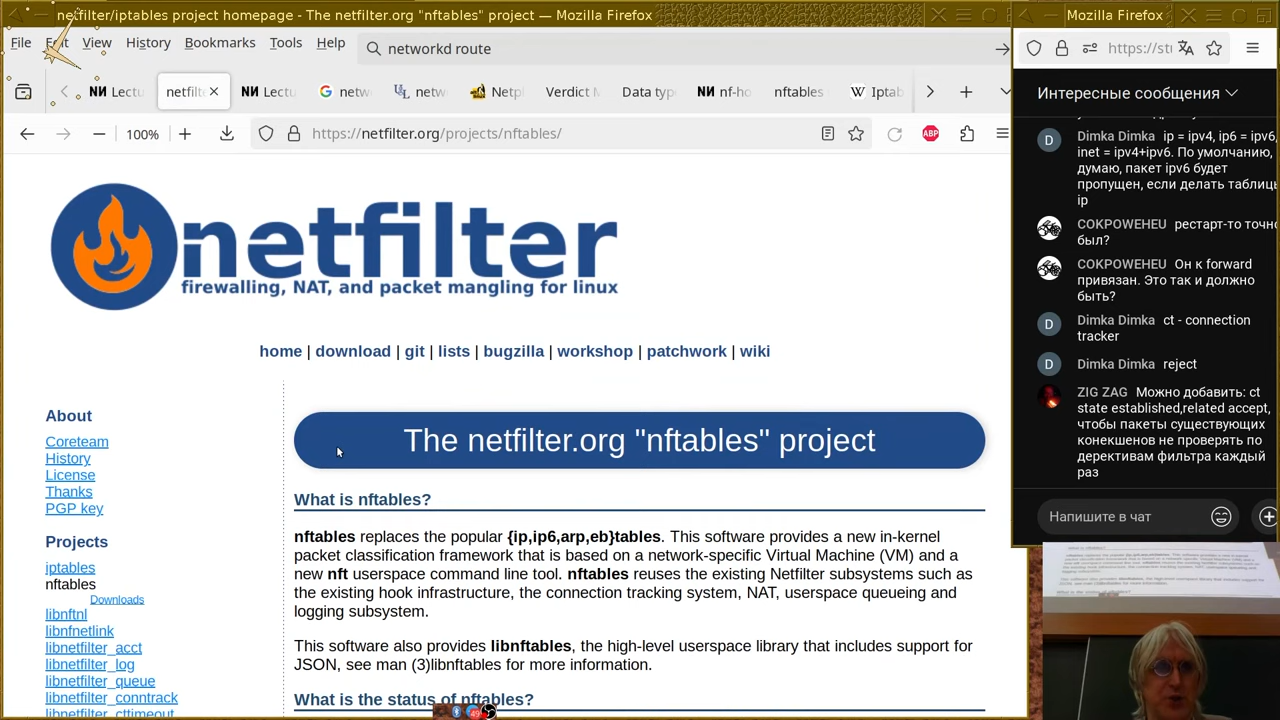 netfilter/iptables project homepage - The netfilter.org "nftables" project — Mozilla Firefox
File Edit View History Bookmarks Tools Help
networkd route
Lectu
netfilt
Lectu
netw
netw
Netpl
Verdict
Data typ
nf-ho
nftables
Iptab
100%
https://netfilter.org/projects/nftables/
ABP
netfilter
firewalling, NAT, and packet mangling for linux
home | download | git | lists | bugzilla | workshop | patchwork | wiki
About
Coreteam
History
License
Thanks
PGP key
Projects
iptables
nftables
Downloads
libnftnl
libnfnetlink
libnetfilter_acct
libnetfilter_log
libnetfilter_queue
libnetfilter_conntrack
libnetfilter_cttimeout
The netfilter.org "nftables" project
What is nftables?
nftables replaces the popular {ip,ip6,arp,eb}tables. This software provides a new in-kernel
packet classification framework that is based on a network-specific Virtual Machine (VM) and a
new nft userspace command line tool. nftables reuses the existing Netfilter subsystems such as
the existing hook infrastructure, the connection tracking system, NAT, userspace queueing and
logging subsystem.
This software also provides libnftables, the high-level userspace library that includes support for
JSON, see man (3)libnftables for more information.
What is the status of nftables?
Mozilla Firefox
https://stu
Интересные сообщения
D
Dimka Dimka ip = ipv4, ip6 = ipv6,
inet = ipv4+ipv6. По умолчанию,
думаю, пакет ipv6 будет
пропущен, если делать таблицы
ip
COKPOWEHEU рестарт-то точно
был?
COKPOWEHEU Он к forward
привязан. Это так и должно
быть?
D
Dimka Dimka ct - connection
tracker
D
Dimka Dimka reject
ZIG ZAG Можно добавить: ct
state established,related accept,
чтобы пакеты существующих
конекшенов не проверять по
дерективам фильтра каждый
раз
Напишите в чат